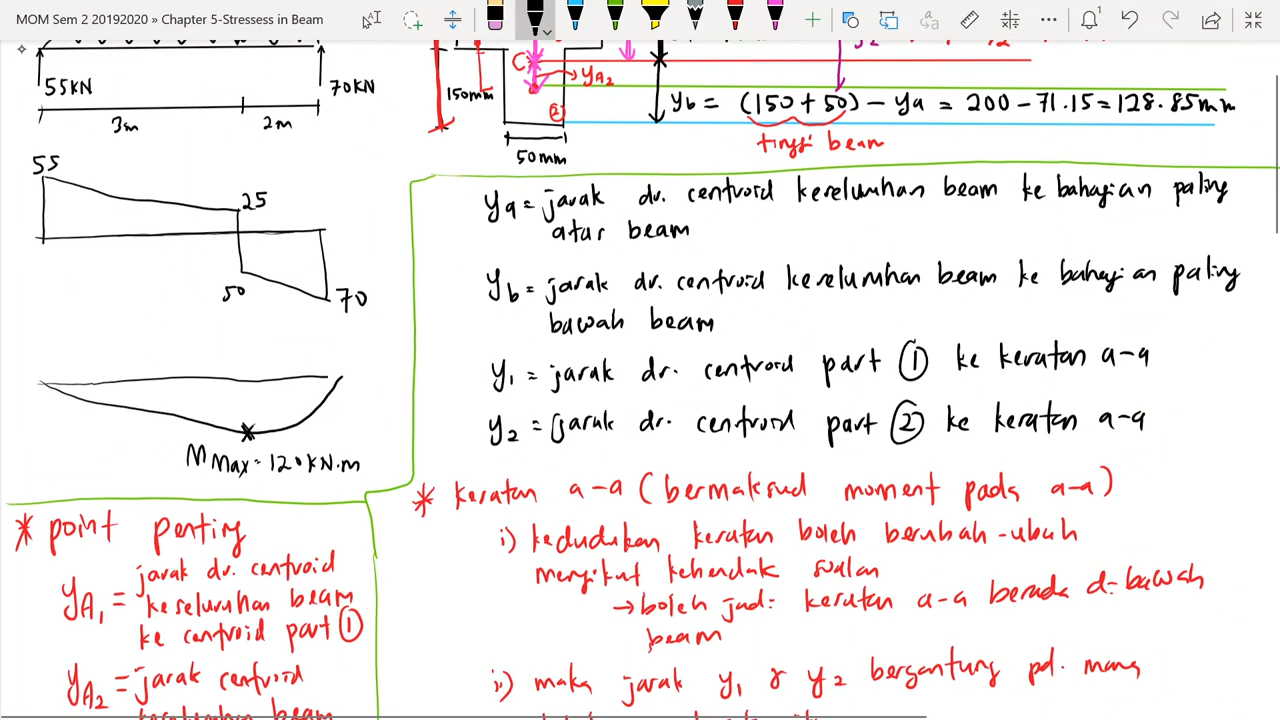 MOM Sem 2 20192020 » Chapter 5-Stressess in Beam
55KN
70KN
3m
2m
55
25
50
70
M Max = 120KN.m
* point penting
yA1 = jarak dr. centroid
keseluruhan beam
ke centroid part ①
yA2 = jarak centroid
keseluruhan beam
C
yA2
150mm
②
50mm
yb = (150 + 50) - ya = 200 - 71.15 = 128.85mm
tinggi beam
ya = jarak dr. centroid keseluruhan beam ke bahagian paling
atas beam
yb = jarak dr. centroid keseluruhan beam ke bahagian paling
bawah beam
y1 = jarak dr. centroid part ① ke keratan a-a
y2 = jarak dr. centroid part ② ke keratan a-a
* keratan a-a (bermaksud moment pada a-a)
i) kedudukan keratan boleh berubah-ubah
mengikut kehendak soalan
→ boleh jadi keratan a-a berada di bawah
beam
ii) maka jarak y1 & y2 bergantung pd. mana